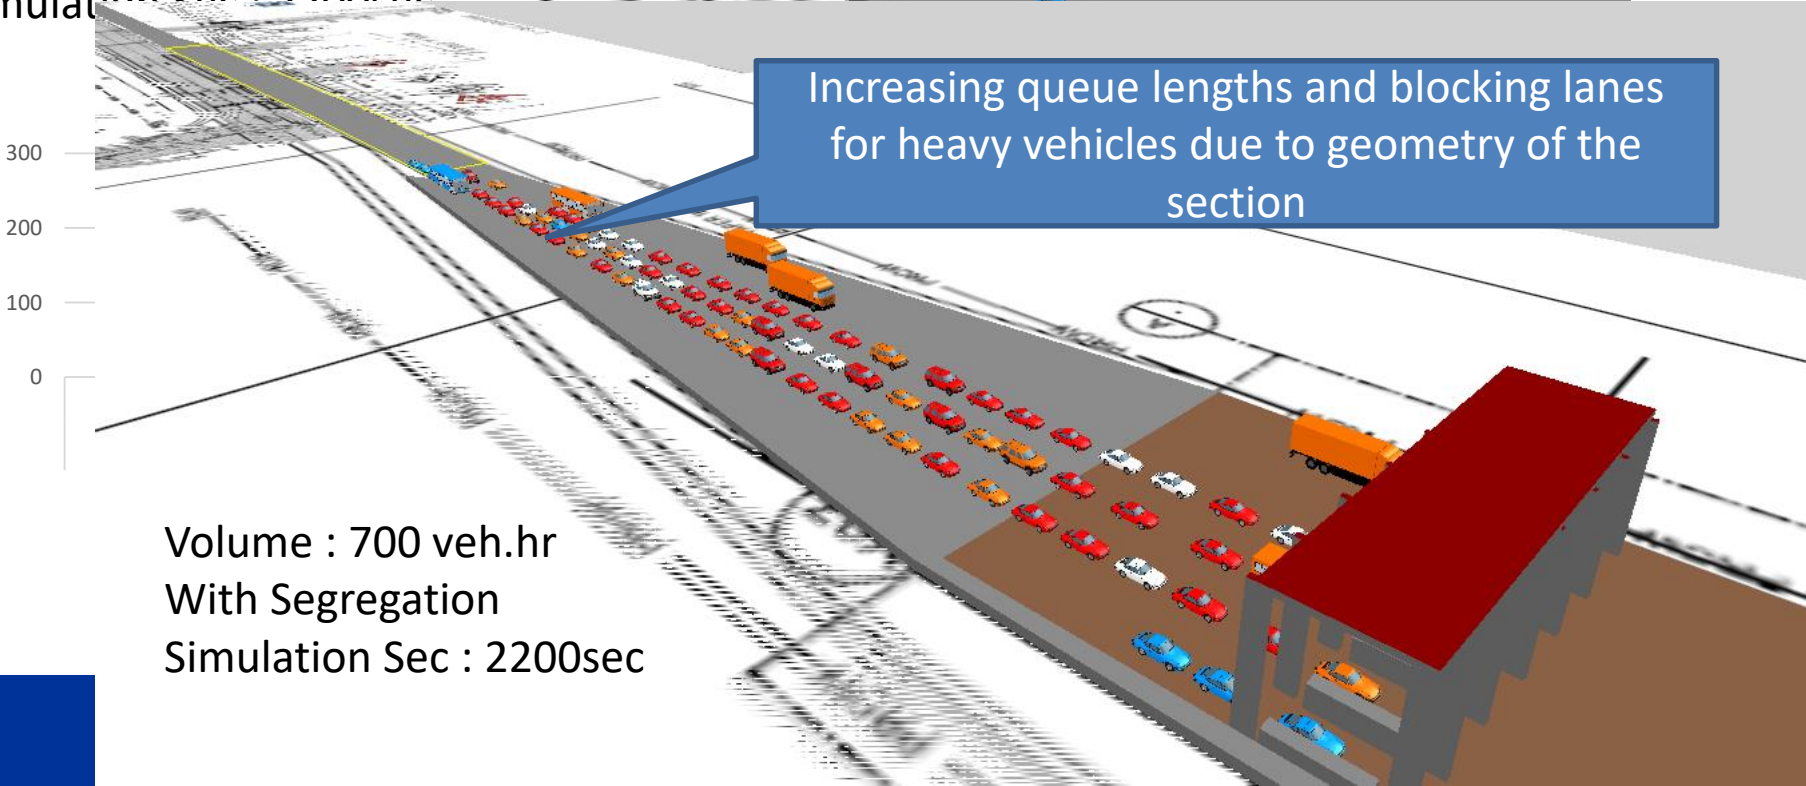 Increasing queue lengths and blocking lanes
for heavy vehicles due to geometry of the
section
300
200
100
0
A
Volume : 700 veh.hr
With Segregation
Simulation Sec : 2200sec